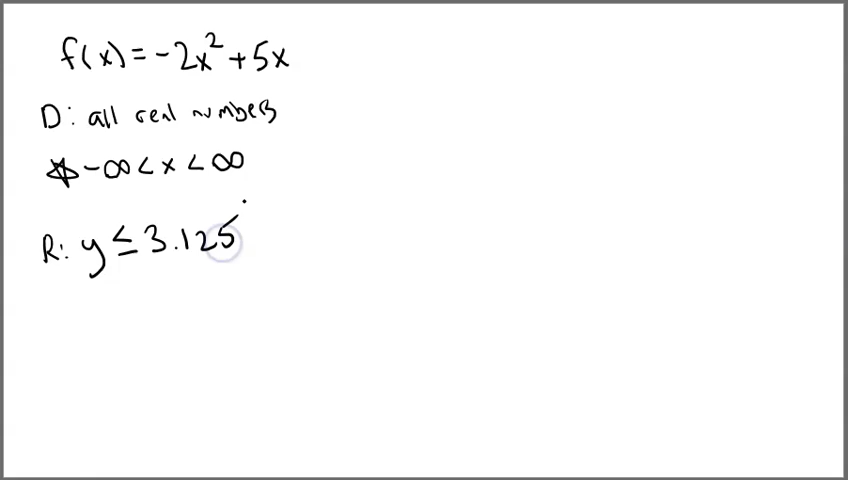 f(x) = -2x² + 5x
D: all real numbers
☆ -∞ < x < ∞
R: y ≤ 3.125